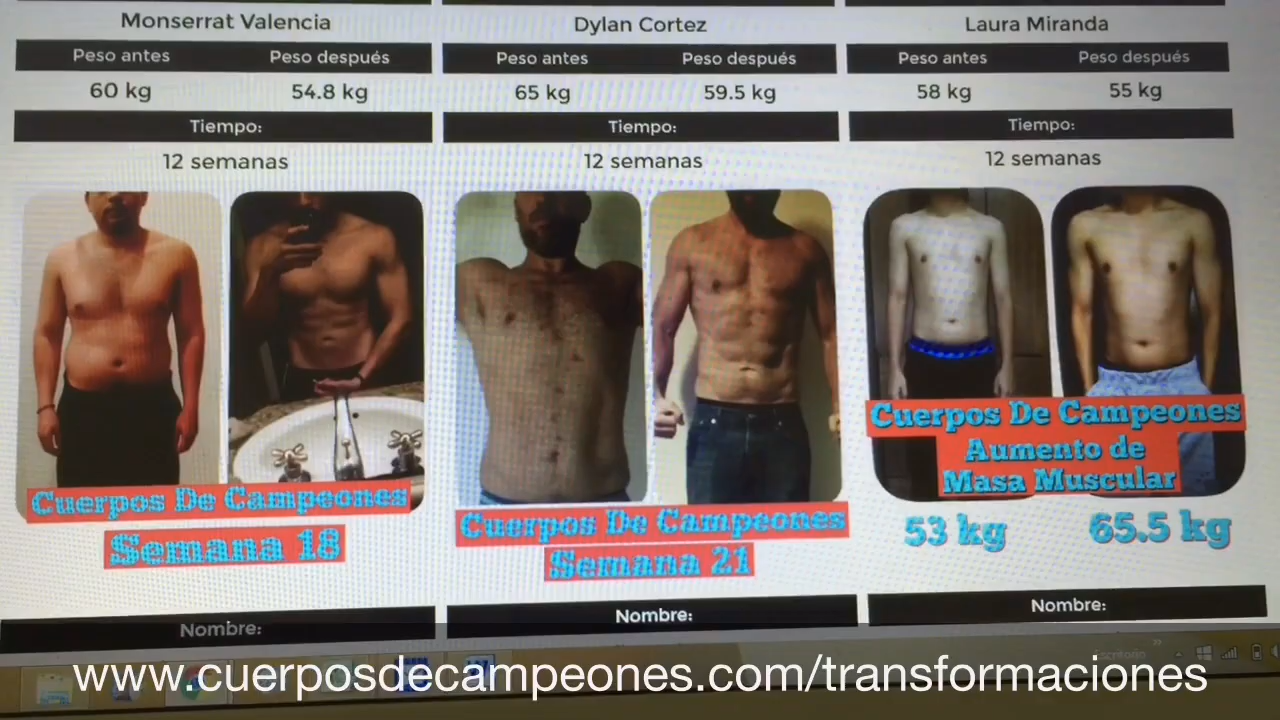 Monserrat Valencia
Dylan Cortez
Laura Miranda
Peso antes Peso después
Peso antes Peso después
Peso antes Peso después
60 kg 54.8 kg
65 kg 59.5 kg
58 kg 55 kg
Tiempo:
Tiempo:
Tiempo:
12 semanas
12 semanas
12 semanas
Cuerpos De Campeones
Semana 18
Cuerpos De Campeones
Semana 21
Cuerpos De Campeones
Aumento de
Masa Muscular
53 kg 65.5 kg
Nombre:
Nombre:
Nombre:
Escritorio
www.cuerposdecampeones.com/transformaciones